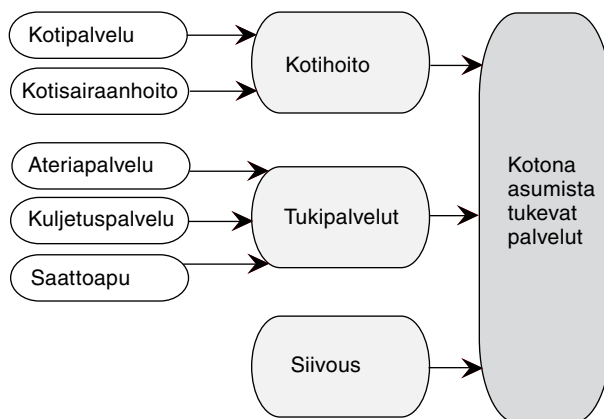 Kotipalvelu
Kotisairaanhoito
Kotihoito
Ateriapalvelu
Kuljetuspalvelu
Saattoapu
Tukipalvelut
Siivous
Kotona
asumista
tukevat
palvelut